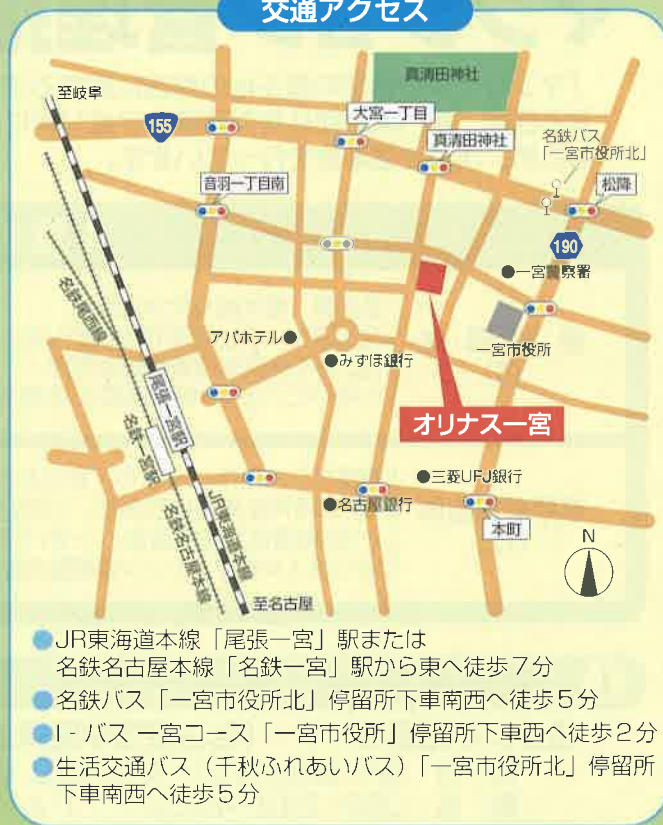 交通アクセス
真清田神社
至岐阜
155
大宮一丁目
真清田神社
名鉄バス
「一宮市役所北」
音羽一丁目南
松降
190
●一宮警察署
名鉄尾西線
アパホテル●
●みずほ銀行
一宮市役所
尾張一宮駅
名鉄一宮駅
オリナス一宮
●三菱UFJ銀行
●名古屋銀行
本町
JR東海道本線
名鉄名古屋本線
N
至名古屋
●JR東海道本線「尾張一宮」駅または
名鉄名古屋本線「名鉄一宮」駅から東へ徒歩7分
●名鉄バス「一宮市役所北」停留所下車南西へ徒歩5分
●i-バス 一宮コース「一宮市役所」停留所下車西へ徒歩2分
●生活交通バス（千秋ふれあいバス）「一宮市役所北」停留所
下車南西へ徒歩5分